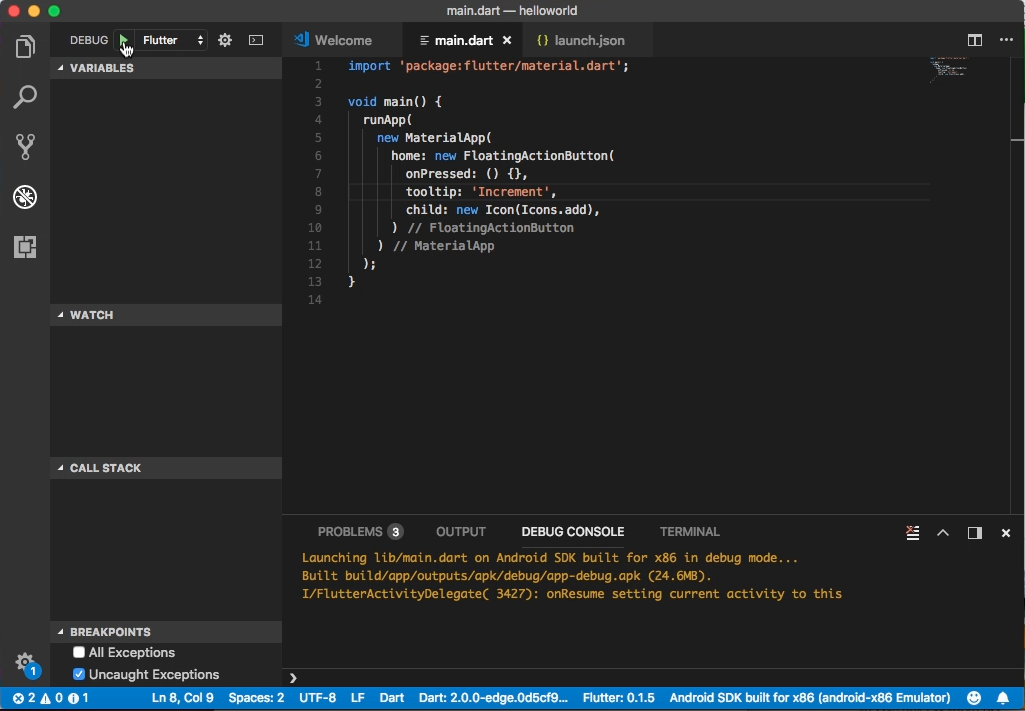 main.dart — helloworld
DEBUG Flutter
Welcome
main.dart
{} launch.json
VARIABLES
WATCH
CALL STACK
BREAKPOINTS
All Exceptions
Uncaught Exceptions
1
1 import 'package:flutter/material.dart';
2
3 void main() {
4 runApp(
5 new MaterialApp(
6 home: new FloatingActionButton(
7 onPressed: () {},
8 tooltip: 'Increment',
9 child: new Icon(Icons.add),
10 ) // FloatingActionButton
11 ) // MaterialApp
12 );
13 }
14
PROBLEMS 3 OUTPUT DEBUG CONSOLE TERMINAL
Launching lib/main.dart on Android SDK built for x86 in debug mode...
Built build/app/outputs/apk/debug/app-debug.apk (24.6MB).
I/FlutterActivityDelegate( 3427): onResume setting current activity to this
2 0 1 Ln 8, Col 9 Spaces: 2 UTF-8 LF Dart Dart: 2.0.0-edge.0d5cf9... Flutter: 0.1.5 Android SDK built for x86 (android-x86 Emulator)